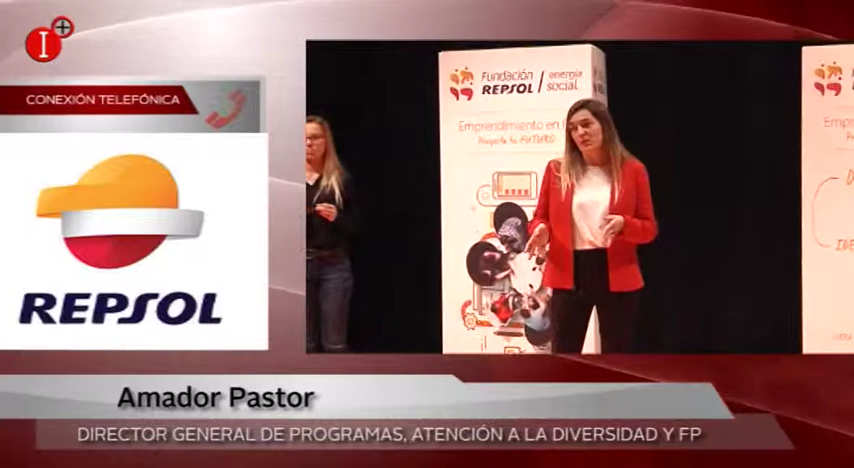 I+
CONEXIÓN TELEFÓNICA
REPSOL
Fundación
REPSOL
energía
social
Emprendimiento en
Proyecta tu FUTURO
Amador Pastor
DIRECTOR GENERAL DE PROGRAMAS, ATENCIÓN A LA DIVERSIDAD Y FP